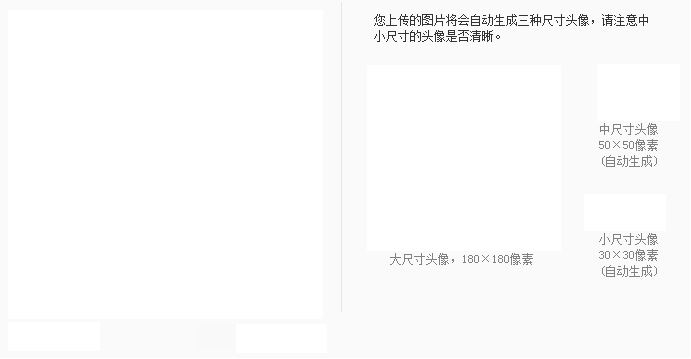 您上传的图片将会自动生成三种尺寸头像，请注意中
小尺寸的头像是否清晰。
中尺寸头像
50×50像素
(自动生成)
小尺寸头像
30×30像素
(自动生成)
大尺寸头像，180×180像素